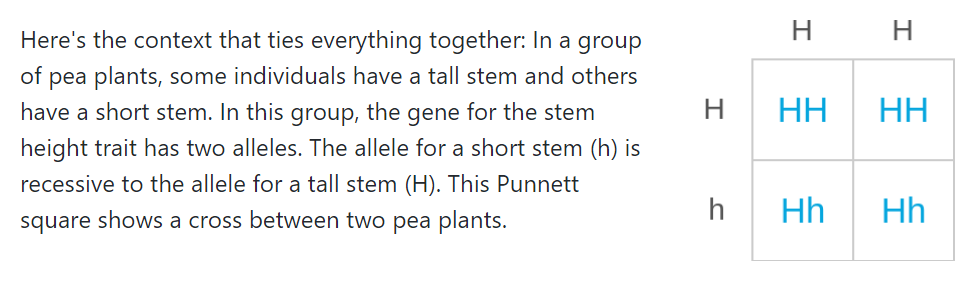 Here's the context that ties everything together: In a group
of pea plants, some individuals have a tall stem and others
have a short stem. In this group, the gene for the stem
height trait has two alleles. The allele for a short stem (h) is
recessive to the allele for a tall stem (H). This Punnett
square shows a cross between two pea plants.
H H
H HH HH
h Hh Hh